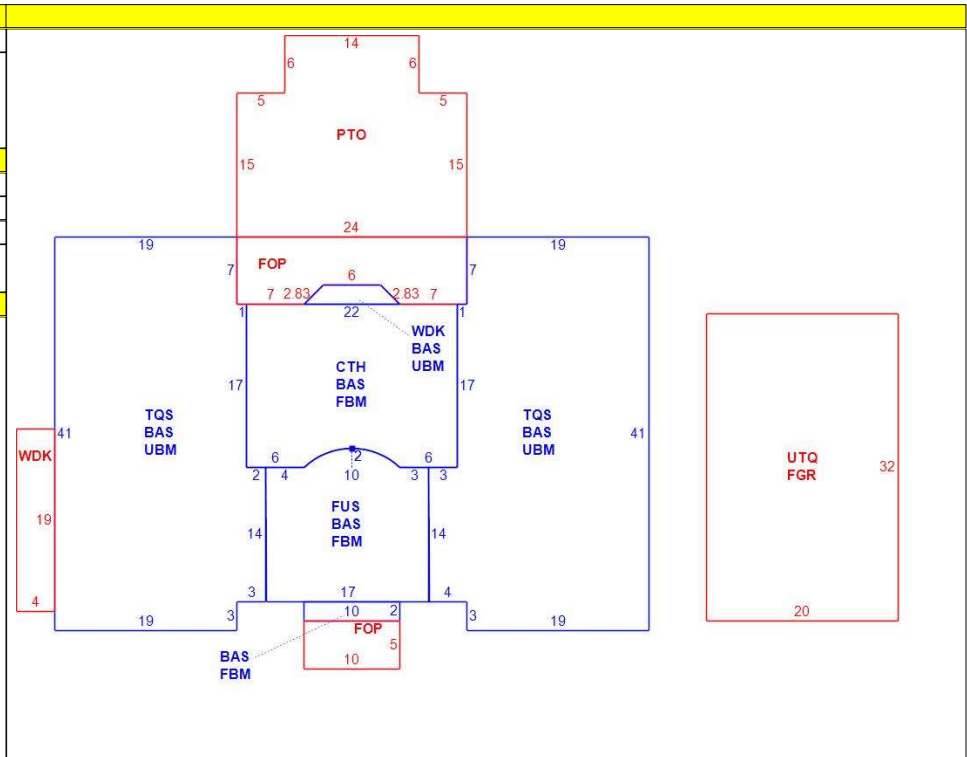 14
6 6
5 5
PTO
15 15
24
19 19
7 FOP 6 7
7 2.83 2.83 7
1 22 1
WDK
BAS
UBM
CTH
BAS
FBM
17 17
TQS
BAS
UBM
TQS
BAS
UBM
41 41
WDK
19
4
6 2 6
2 4 10 3 3
FUS
BAS
FBM
14 14
3 17 4
3 10 2 3
19 19
FOP
5
10
BAS
FBM
UTQ
FGR
32
20